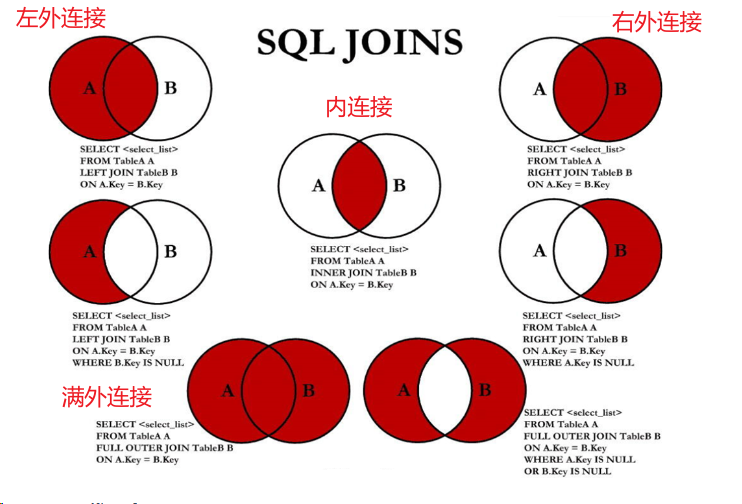 左外连接
SQL JOINS
右外连接
A B
SELECT <select_list>
FROM TableA A
LEFT JOIN TableB B
ON A.Key = B.Key
内连接
A B
SELECT <select_list>
FROM TableA A
INNER JOIN TableB B
ON A.Key = B.Key
A B
SELECT <select_list>
FROM TableA A
RIGHT JOIN TableB B
ON A.Key = B.Key
A B
SELECT <select_list>
FROM TableA A
LEFT JOIN TableB B
ON A.Key = B.Key
WHERE B.Key IS NULL
A B
SELECT <select_list>
FROM TableA A
RIGHT JOIN TableB B
ON A.Key = B.Key
WHERE A.Key IS NULL
满外连接
A B
SELECT <select_list>
FROM TableA A
FULL OUTER JOIN TableB B
ON A.Key = B.Key
A B
SELECT <select_list>
FROM TableA A
FULL OUTER JOIN TableB B
ON A.Key = B.Key
WHERE A.Key IS NULL
OR B.Key IS NULL